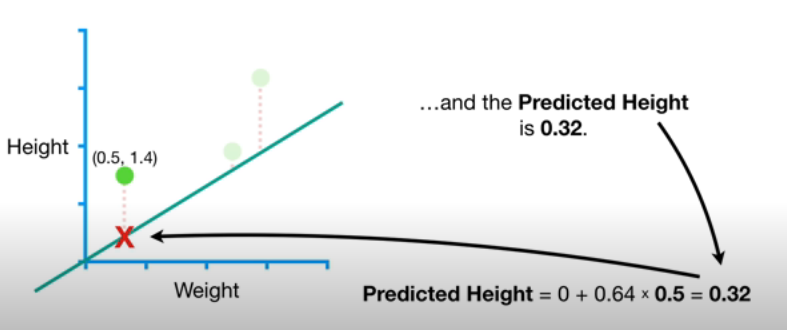 ...and the Predicted Height
is 0.32.
Height
(0.5, 1.4)
X
Weight
Predicted Height = 0 + 0.64 x 0.5 = 0.32